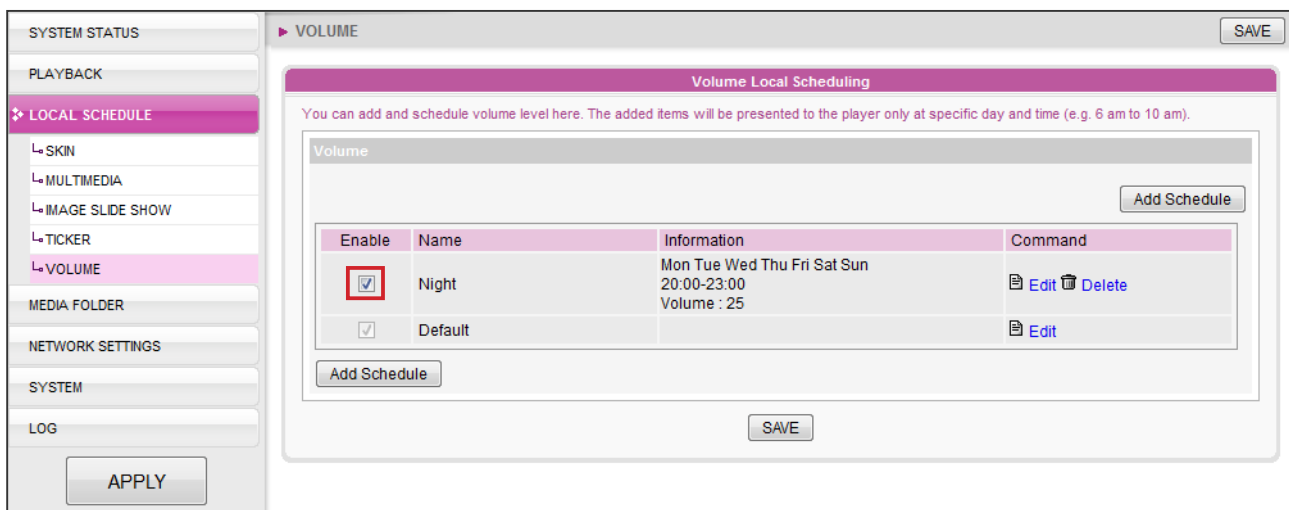 SYSTEM STATUS
PLAYBACK
LOCAL SCHEDULE
SKIN
MULTIMEDIA
IMAGE SLIDE SHOW
TICKER
VOLUME
MEDIA FOLDER
NETWORK SETTINGS
SYSTEM
LOG
APPLY
VOLUME
SAVE
Volume Local Scheduling
You can add and schedule volume level here. The added items will be presented to the player only at specific day and time (e.g. 6 am to 10 am).
Volume
Add Schedule
Enable Name Information Command
Night
Mon Tue Wed Thu Fri Sat Sun
20:00-23:00
Volume : 25
Edit Delete
Default Edit
Add Schedule
SAVE